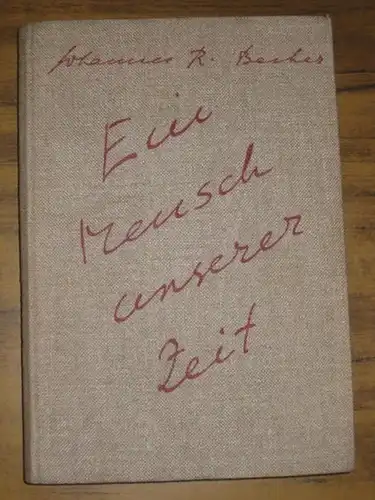 Johannes R. Becher
Ein
Mensch
unserer
Zeit